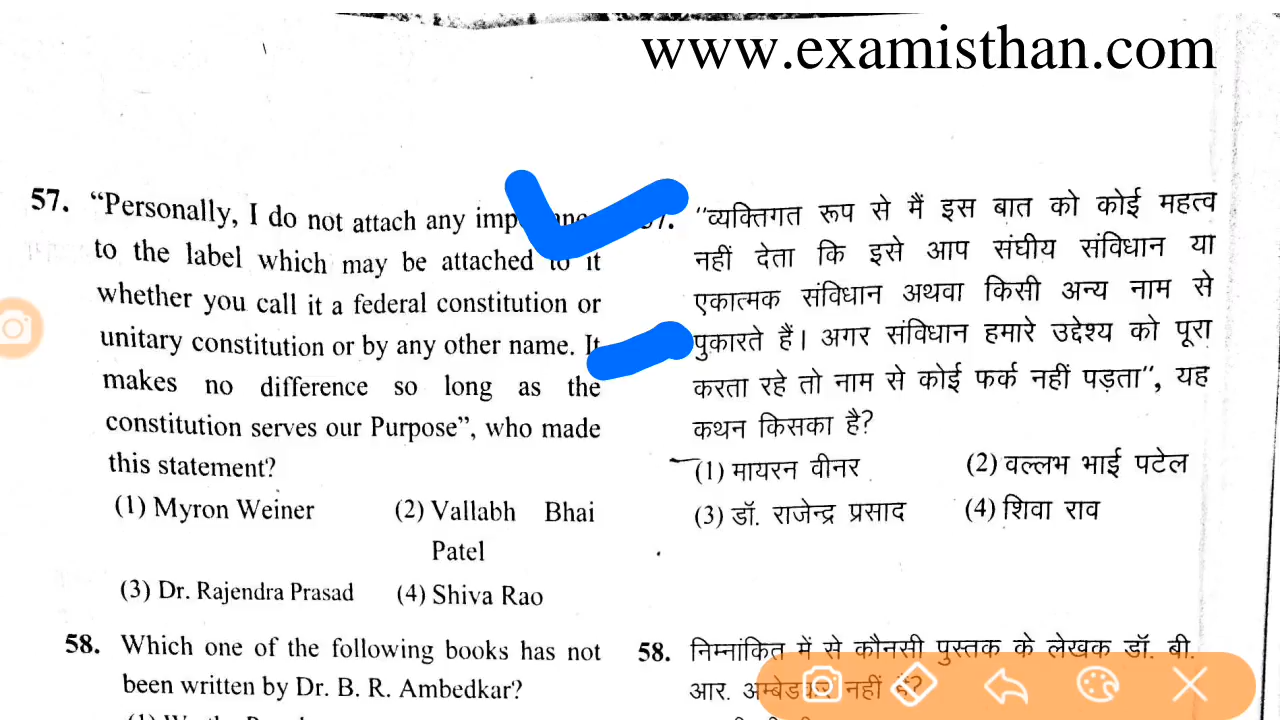 www.examisthan.com
57. “Personally, I do not attach any
to the label which may be attached to it
whether you call it a federal constitution or
unitary constitution or by any other name. It
makes no difference so long as the
constitution serves our Purpose”, who made
this statement?
(1) Myron Weiner (2) Vallabh Bhai
Patel
(3) Dr. Rajendra Prasad (4) Shiva Rao
58. Which one of the following books has not
been written by Dr. B. R. Ambedkar?
57. “व्यक्तिगत रूप से मैं इस बात को कोई महत्व
नहीं देता कि इसे आप संघीय संविधान या
एकात्मक संविधान अथवा किसी अन्य नाम से
पुकारते हैं। अगर संविधान हमारे उद्देश्य को पूरा
करता रहे तो नाम से कोई फर्क नहीं पड़ता”, यह
कथन किसका है?
(1) मायरन वीनर (2) वल्लभ भाई पटेल
(3) डॉ. राजेन्द्र प्रसाद (4) शिवा राव
58. निम्नांकित में से कौनसी पुस्तक के लेखक डॉ. बी.
आर. अम्बेडकर नहीं हैं?